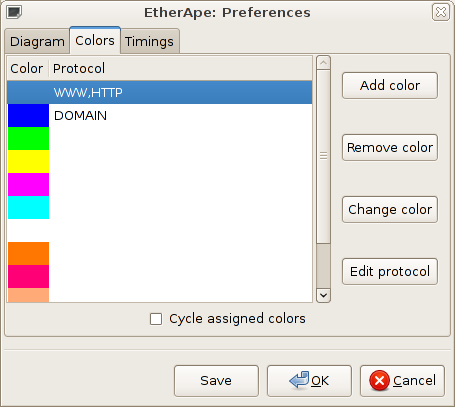 EtherApe: Preferences
Diagram Colors Timings
Color Protocol
WWW,HTTP
DOMAIN
Add color
Remove color
Change color
Edit protocol
Cycle assigned colors
Save OK Cancel